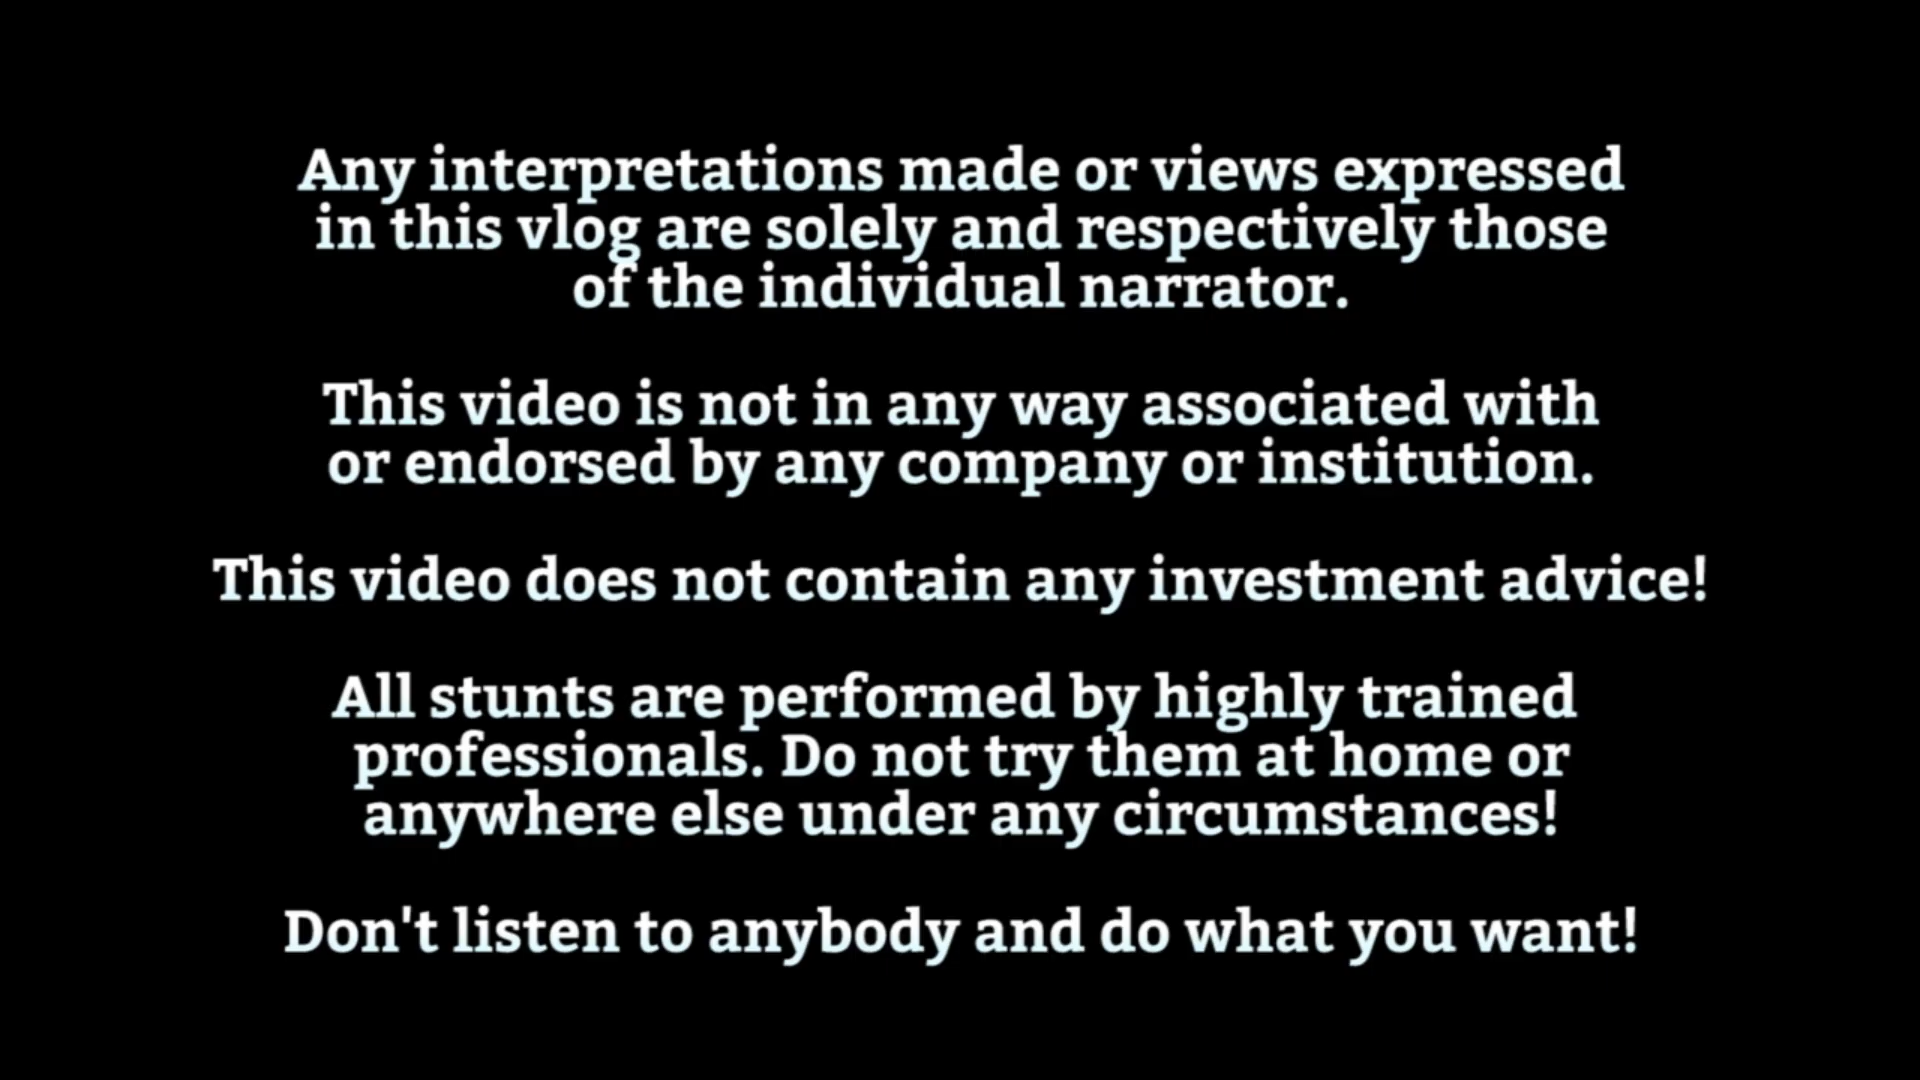 Any interpretations made or views expressed
in this vlog are solely and respectively those
of the individual narrator.
This video is not in any way associated with
or endorsed by any company or institution.
This video does not contain any investment advice!
All stunts are performed by highly trained
professionals. Do not try them at home or
anywhere else under any circumstances!
Don't listen to anybody and do what you want!